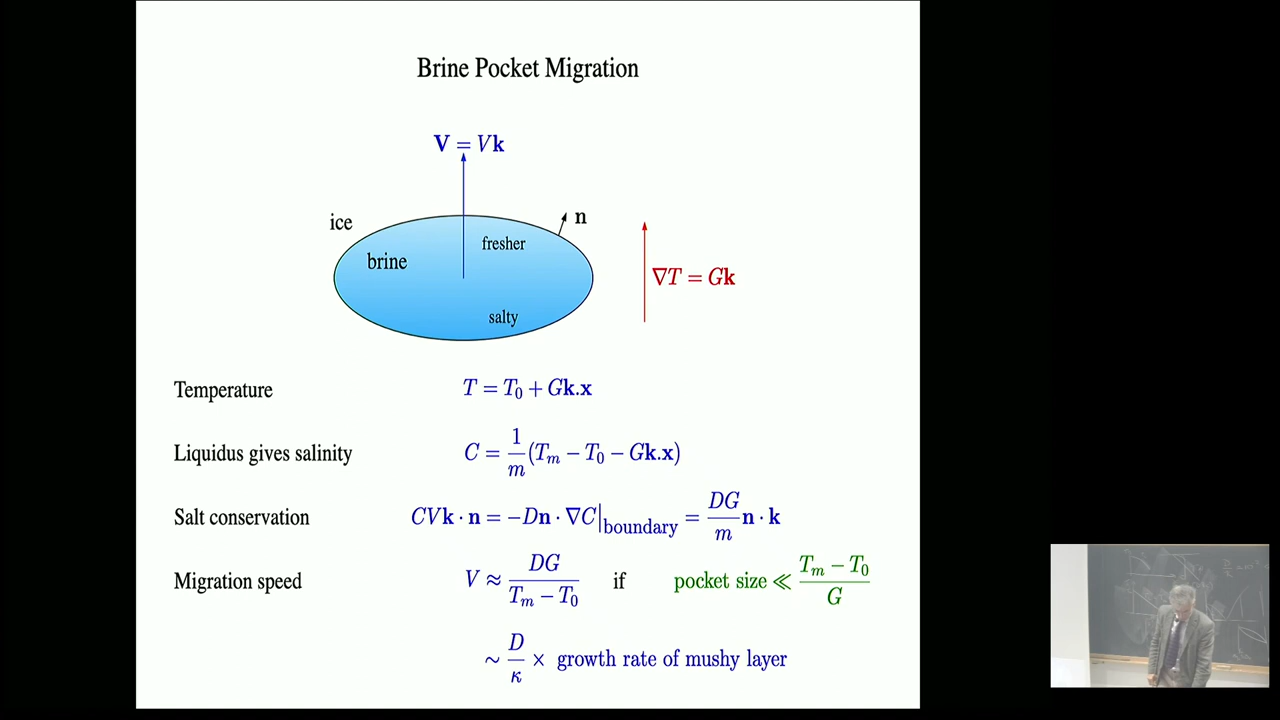 Brine Pocket Migration
V = Vk
ice
n
fresher
brine
∇T = Gk
salty
Temperature T = T₀ + Gk.x
Liquidus gives salinity C = 1/m (Tₘ − T₀ − Gk.x)
Salt conservation CVk · n = −Dn · ∇C|boundary = DG/m n · k
Migration speed V ≈ DG/(Tₘ − T₀) if pocket size ≪ (Tₘ − T₀)/G
∼ D/κ × growth rate of mushy layer